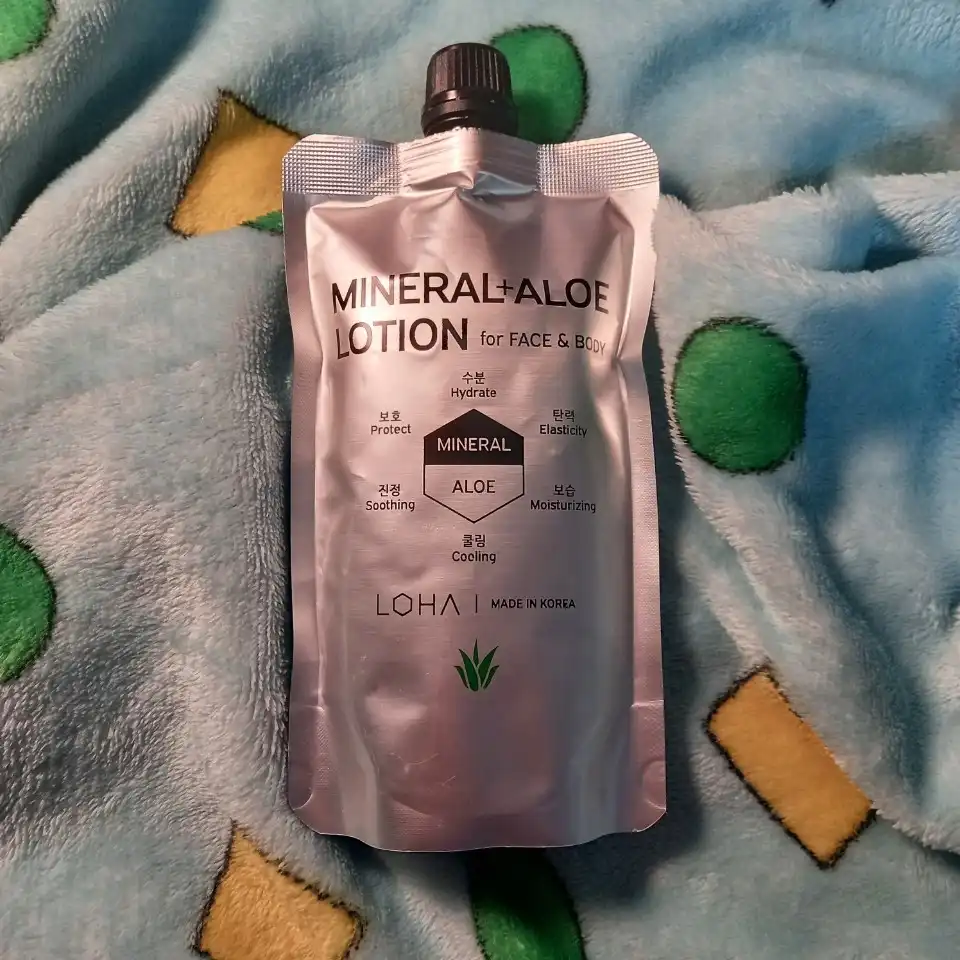 MINERAL+ALOE
LOTION for FACE & BODY
수분
Hydrate
보호
Protect
탄력
Elasticity
MINERAL
ALOE
진정
Soothing
보습
Moisturizing
쿨링
Cooling
LOHA | MADE IN KOREA